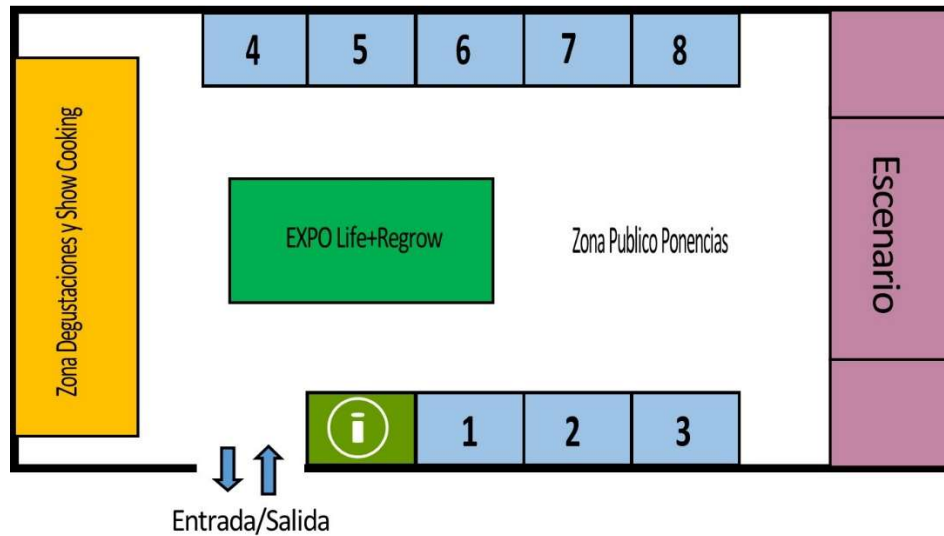 4 5 6 7 8
Zona Degustaciones y Show Cooking
EXPO Life+Regrow
Zona Publico Ponencias
Escenario
i 1 2 3
Entrada/Salida